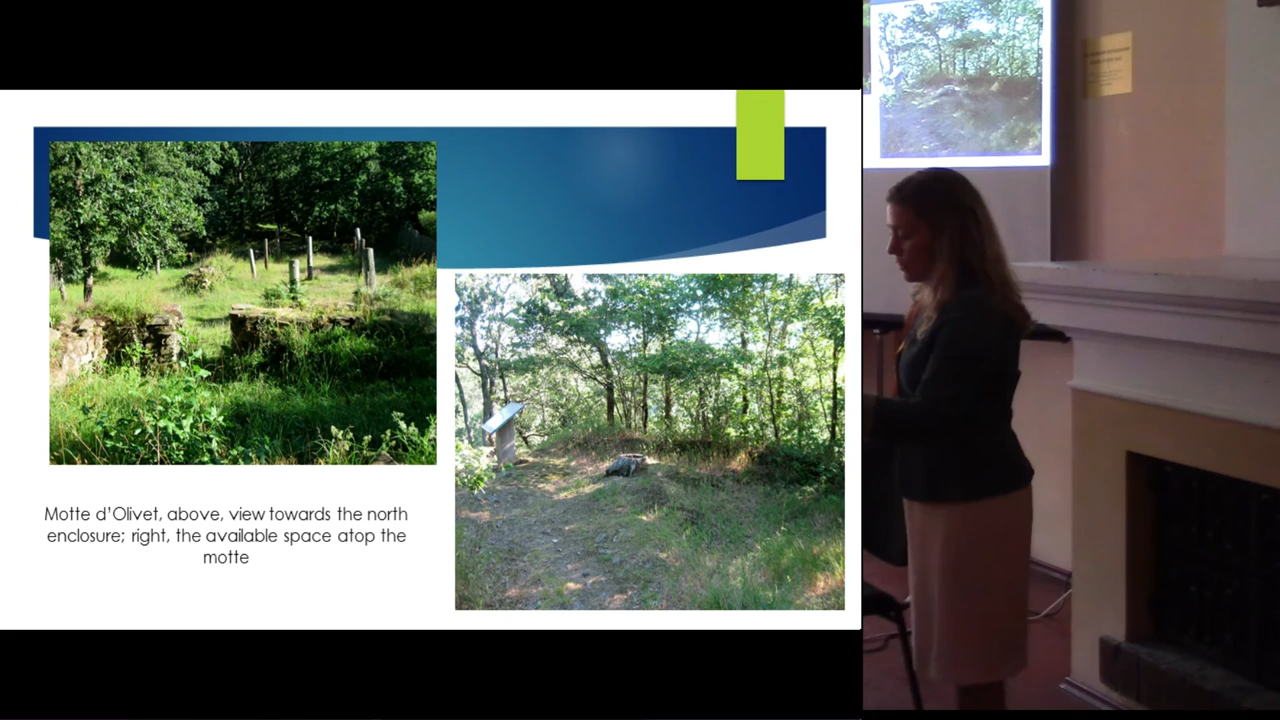 Motte d’Olivet, above, view towards the north
enclosure; right, the available space atop the
motte